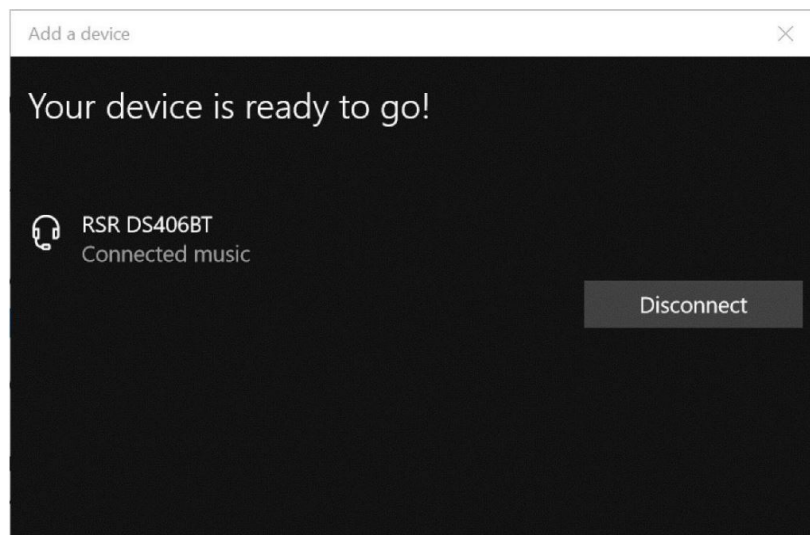 Add a device
Your device is ready to go!
RSR DS406BT
Connected music
Disconnect